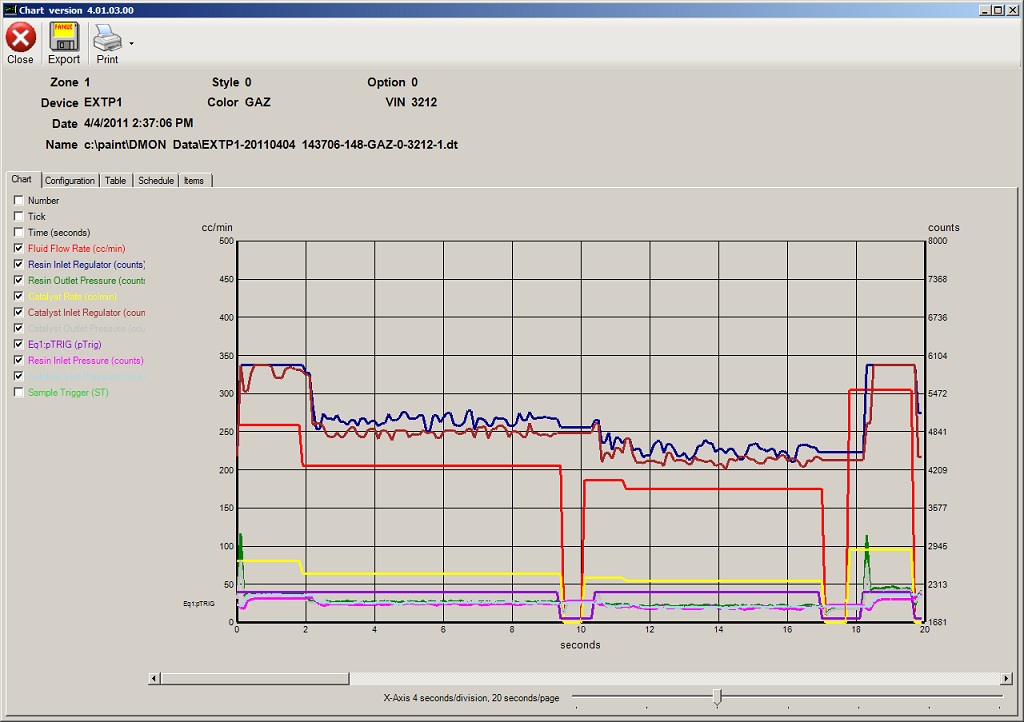 Chart version 4.01.03.00
FANUC
Close Export Print
Zone 1 Style 0 Option 0
Device EXTP1 Color GAZ VIN 3212
Date 4/4/2011 2:37:06 PM
Name c:\paint\DMON Data\EXTP1-20110404 143706-148-GAZ-0-3212-1.dt
Chart Configuration Table Schedule Items
Number
Tick
Time (seconds)
Fluid Flow Rate (cc/min)
Resin Inlet Regulator (counts)
Resin Outlet Pressure (counts
Catalyst Rate (cc/min)
Catalyst Inlet Regulator (coun
Catalyst Outlet Pressure (cou
Eq1:pTRIG (pTrig)
Resin Inlet Pressure (counts)
Sample Trigger (ST)
cc/min counts
500 8000
450 7368
400 6736
350 6104
300 5472
250 4841
200 4209
150 3577
100 2945
50 2313
Eq1:pTRIG
0 1681
0 2 4 6 8 10 12 14 16 18 20
seconds
X-Axis 4 seconds/division, 20 seconds/page